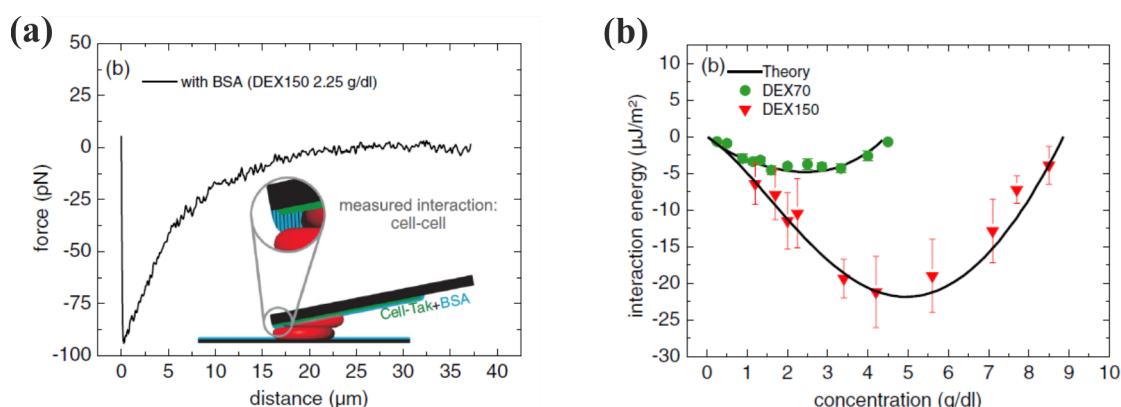 (a)
(b)
with BSA (DEX150 2.25 g/dl)
measured interaction:
cell-cell
Cell-Tak+BSA
50
25
0
-25
-50
-75
-100
force (pN)
0 5 10 15 20 25 30 35 40
distance (µm)
(b)
(b)
Theory
DEX70
DEX150
10
5
0
-5
-10
-15
-20
-25
-30
interaction energy (µJ/m²)
0 1 2 3 4 5 6 7 8 9 10
concentration (g/dl)